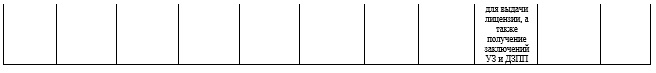 для выдачи
лицензии, а
также
получение
заключений
УЗ и ДЗПП